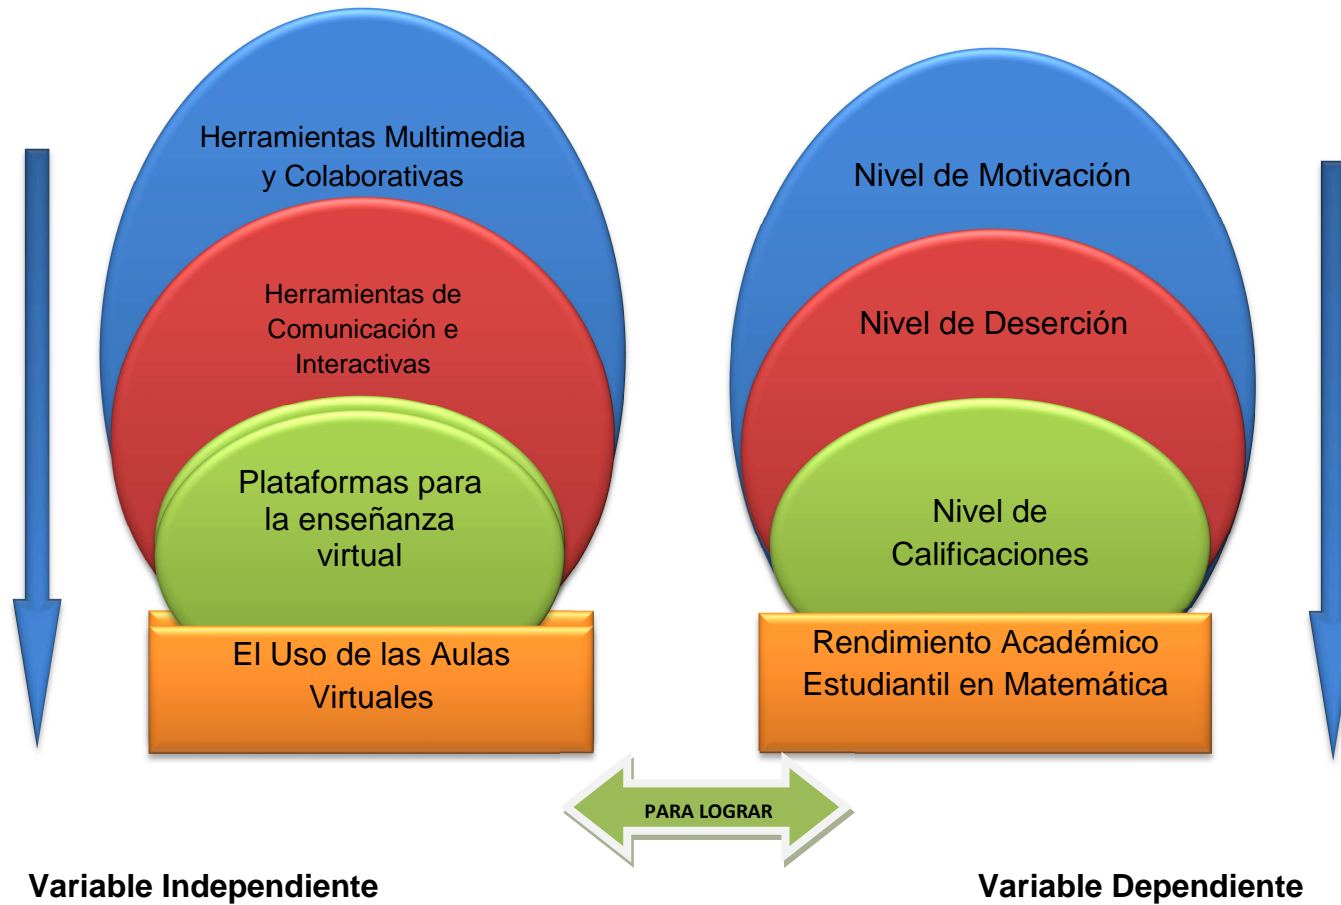 Herramientas Multimedia
y Colaborativas
Herramientas de
Comunicación e
Interactivas
Plataformas para
la enseñanza
virtual
El Uso de las Aulas
Virtuales
Nivel de Motivación
Nivel de Deserción
Nivel de
Calificaciones
Rendimiento Académico
Estudiantil en Matemática
PARA LOGRAR
Variable Independiente
Variable Dependiente